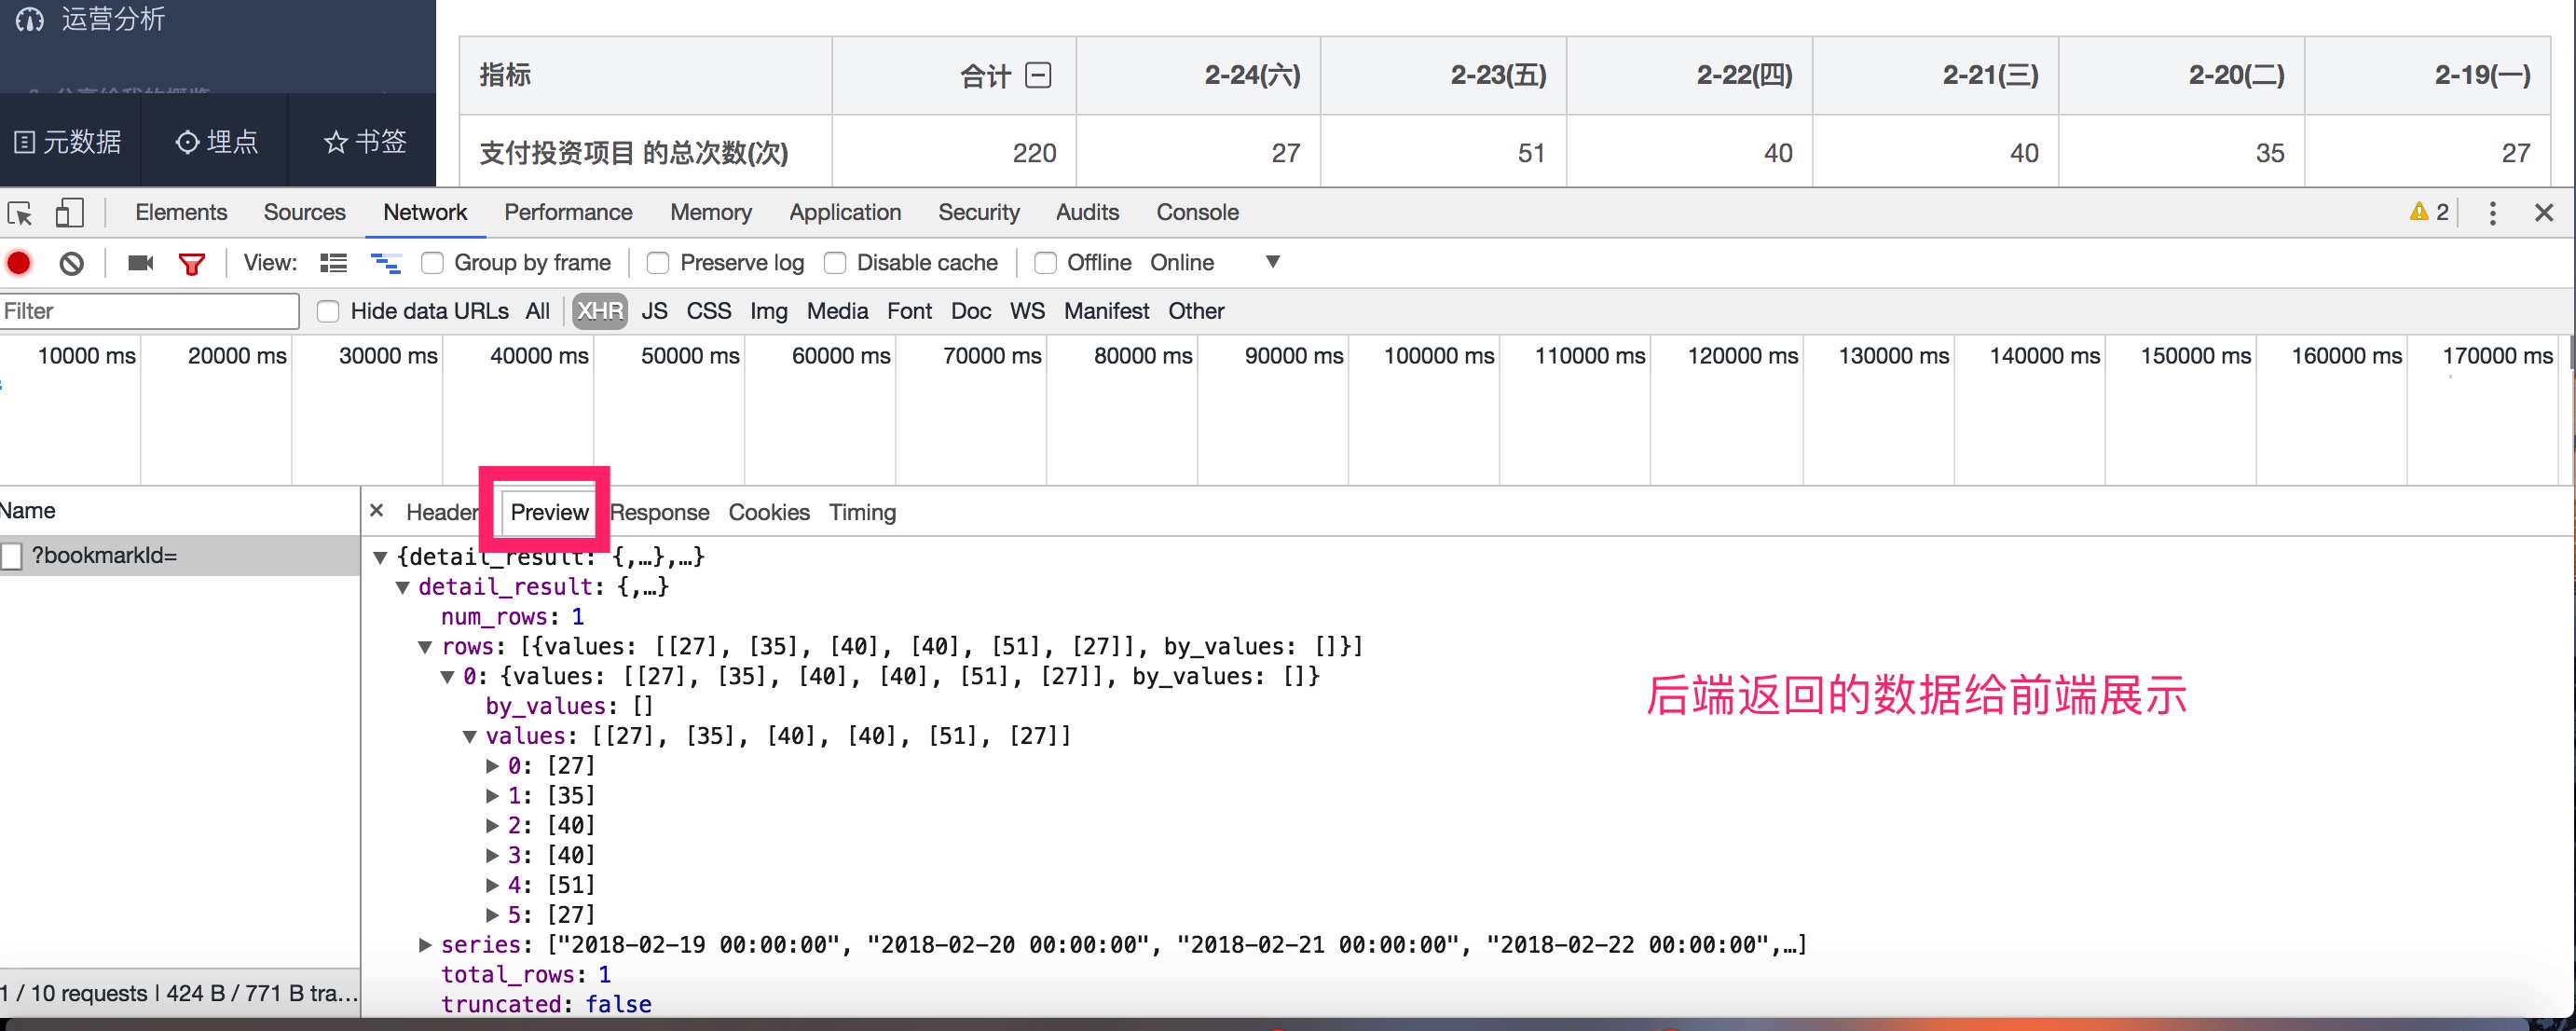 运营分析
元数据 埋点 书签
指标 合计 2-24(六) 2-23(五) 2-22(四) 2-21(三) 2-20(二) 2-19(一)
支付投资项目 的总次数(次) 220 27 51 40 40 35 27
Elements Sources Network Performance Memory Application Security Audits Console 2
View: Group by frame Preserve log Disable cache Offline Online
Filter Hide data URLs All XHR JS CSS Img Media Font Doc WS Manifest Other
10000 ms 20000 ms 30000 ms 40000 ms 50000 ms 60000 ms 70000 ms 80000 ms 90000 ms 100000 ms 110000 ms 120000 ms 130000 ms 140000 ms 150000 ms 160000 ms 170000 ms
Name × Header Preview Response Cookies Timing
?bookmarkId=
{detail_result: {,…},…}
detail_result: {,…}
num_rows: 1
rows: [{values: [[27], [35], [40], [40], [51], [27]], by_values: []}]
0: {values: [[27], [35], [40], [40], [51], [27]], by_values: []}
by_values: []
values: [[27], [35], [40], [40], [51], [27]]
0: [27]
1: [35]
2: [40]
3: [40]
4: [51]
5: [27]
series: ["2018-02-19 00:00:00", "2018-02-20 00:00:00", "2018-02-21 00:00:00", "2018-02-22 00:00:00",…]
total_rows: 1
truncated: false
后端返回的数据给前端展示
1 / 10 requests | 424 B / 771 B tra…